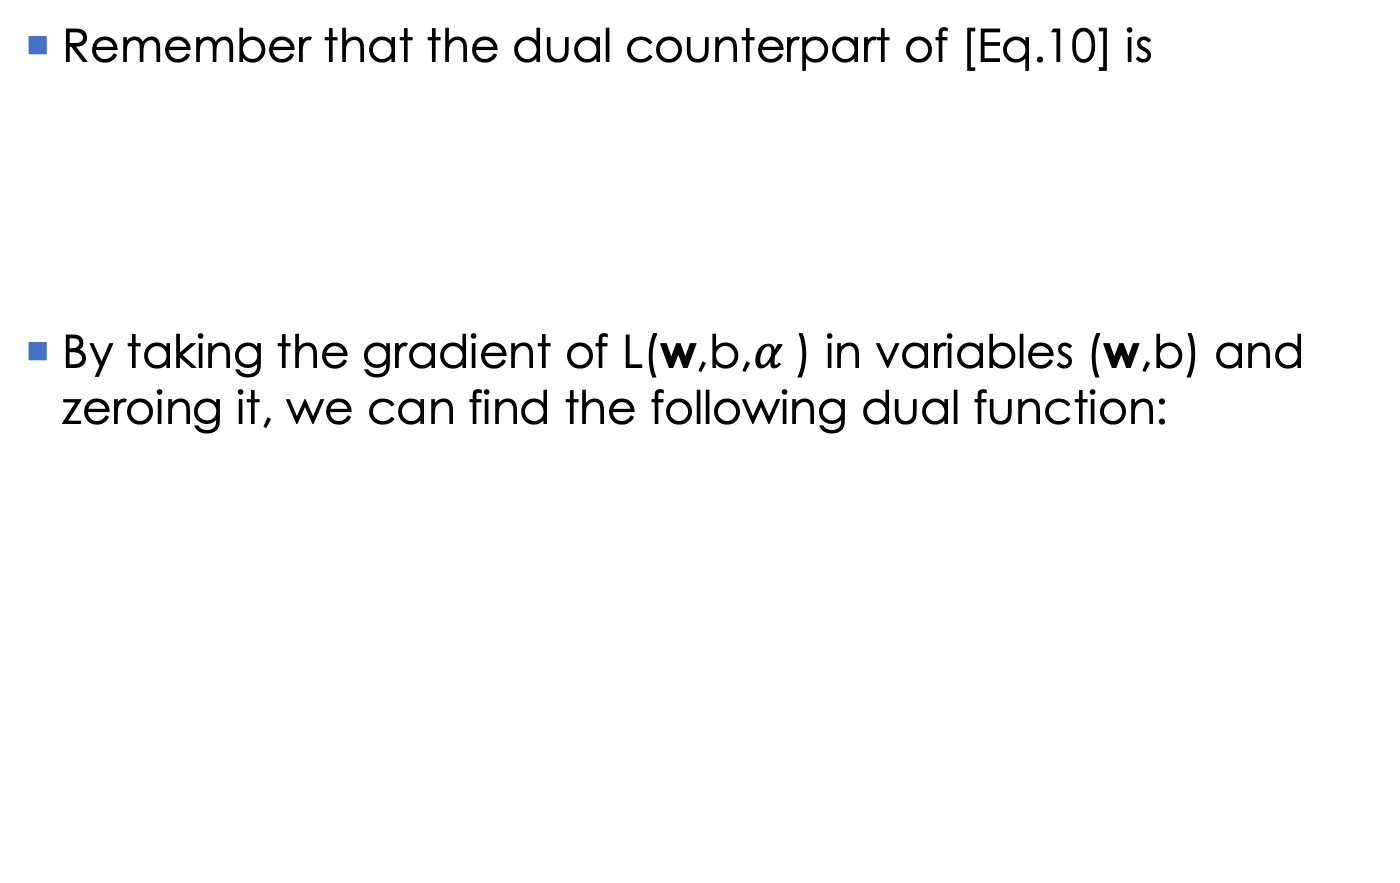 Remember that the dual counterpart of [Eq.10] is
By taking the gradient of L(w,b,α ) in variables (w,b) and
zeroing it, we can find the following dual function: